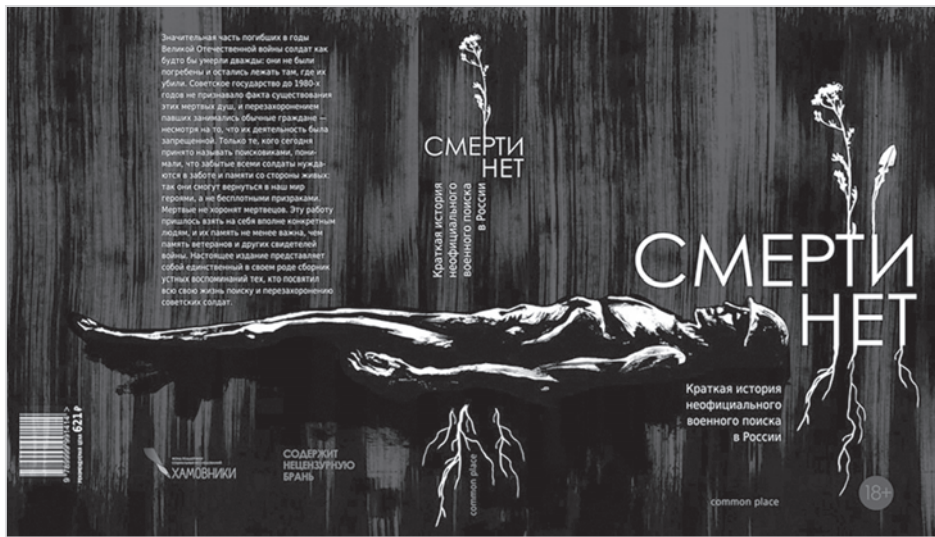 Значительная часть погибших в годы
Великой Отечественной войны солдат как
будто бы умерли дважды: они не были
погребены и остались лежать там, где их
убили. Советское государство до 1980-х
годов не признавало факта существования
этих мертвых душ, и перезахоронением
павших занимались обычные граждане —
несмотря на то, что их деятельность была
запрещенной. Только те, кого сегодня
принято называть поисковиками, пони-
мали, что забытые всеми солдаты нужда-
ются в заботе и памяти со стороны живых:
так они смогут вернуться в наш мир
героями, а не бесплотными призраками.
Мертвые не хоронят мертвецов. Эту работу
пришлось взять на себя вполне конкретным
людям, и их память не менее важна, чем
память ветеранов и других свидетелей
войны. Настоящее издание представляет
собой единственный в своем роде сборник
устных воспоминаний тех, кто посвятил
всю свою жизнь поиску и перезахоронению
советских солдат.
621 ₽
ХАМОВНИКИ
СОДЕРЖИТ
НЕЦЕНЗУРНУЮ
БРАНЬ
СМЕРТИ
НЕТ
Краткая история
неофициального
военного поиска
в России
common place
СМЕРТИ
НЕТ
Краткая история
неофициального
военного поиска
в России
common place
18+